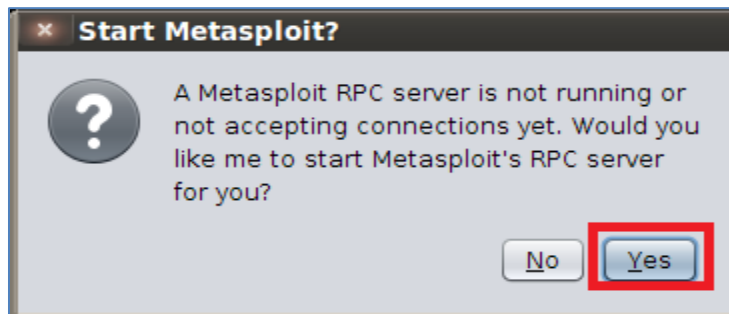 Start Metasploit?
A Metasploit RPC server is not running or
not accepting connections yet. Would you
like me to start Metasploit's RPC server
for you?
No Yes